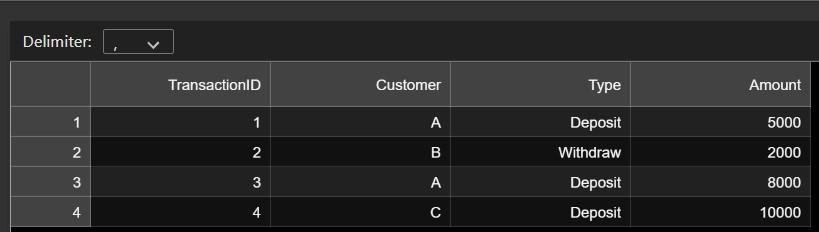 Delimiter: ,
TransactionID Customer Type Amount
1 1 A Deposit 5000
2 2 B Withdraw 2000
3 3 A Deposit 8000
4 4 C Deposit 10000